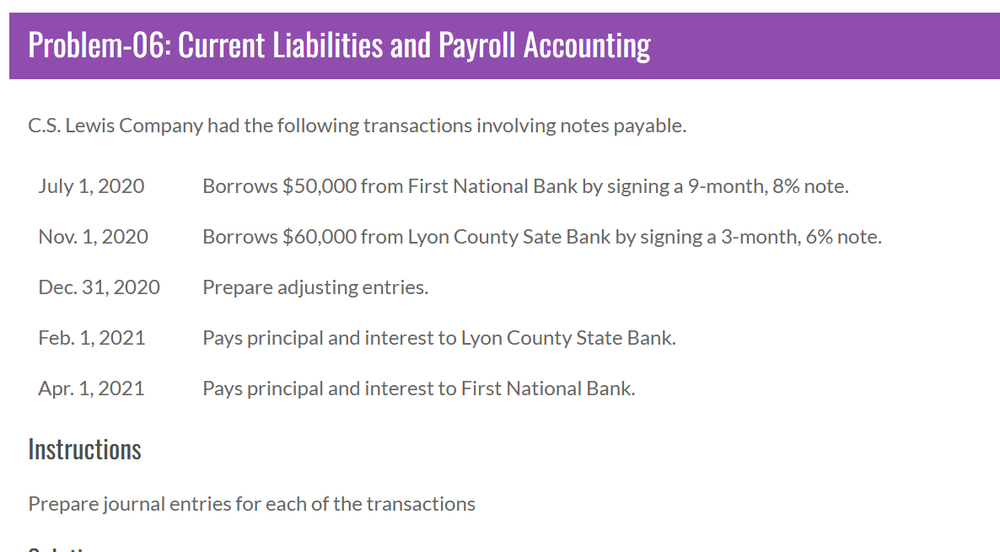 Problem-06: Current Liabilities and Payroll Accounting
C.S. Lewis Company had the following transactions involving notes payable.
July 1, 2020 Borrows $50,000 from First National Bank by signing a 9-month, 8% note.
Nov. 1, 2020 Borrows $60,000 from Lyon County Sate Bank by signing a 3-month, 6% note.
Dec. 31, 2020 Prepare adjusting entries.
Feb. 1, 2021 Pays principal and interest to Lyon County State Bank.
Apr. 1, 2021 Pays principal and interest to First National Bank.
Instructions
Prepare journal entries for each of the transactions